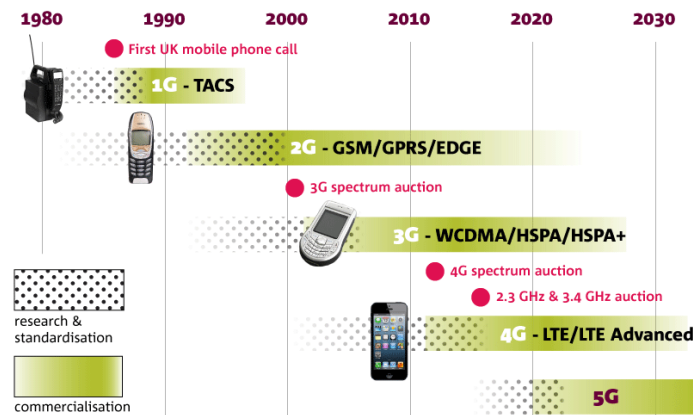 1980 1990 2000 2010 2020 2030
First UK mobile phone call
1G - TACS
2G - GSM/GPRS/EDGE
3G spectrum auction
3G - WCDMA/HSPA/HSPA+
4G spectrum auction
2.3 GHz & 3.4 GHz auction
research &
standardisation
4G - LTE/LTE Advanced
commercialisation
5G